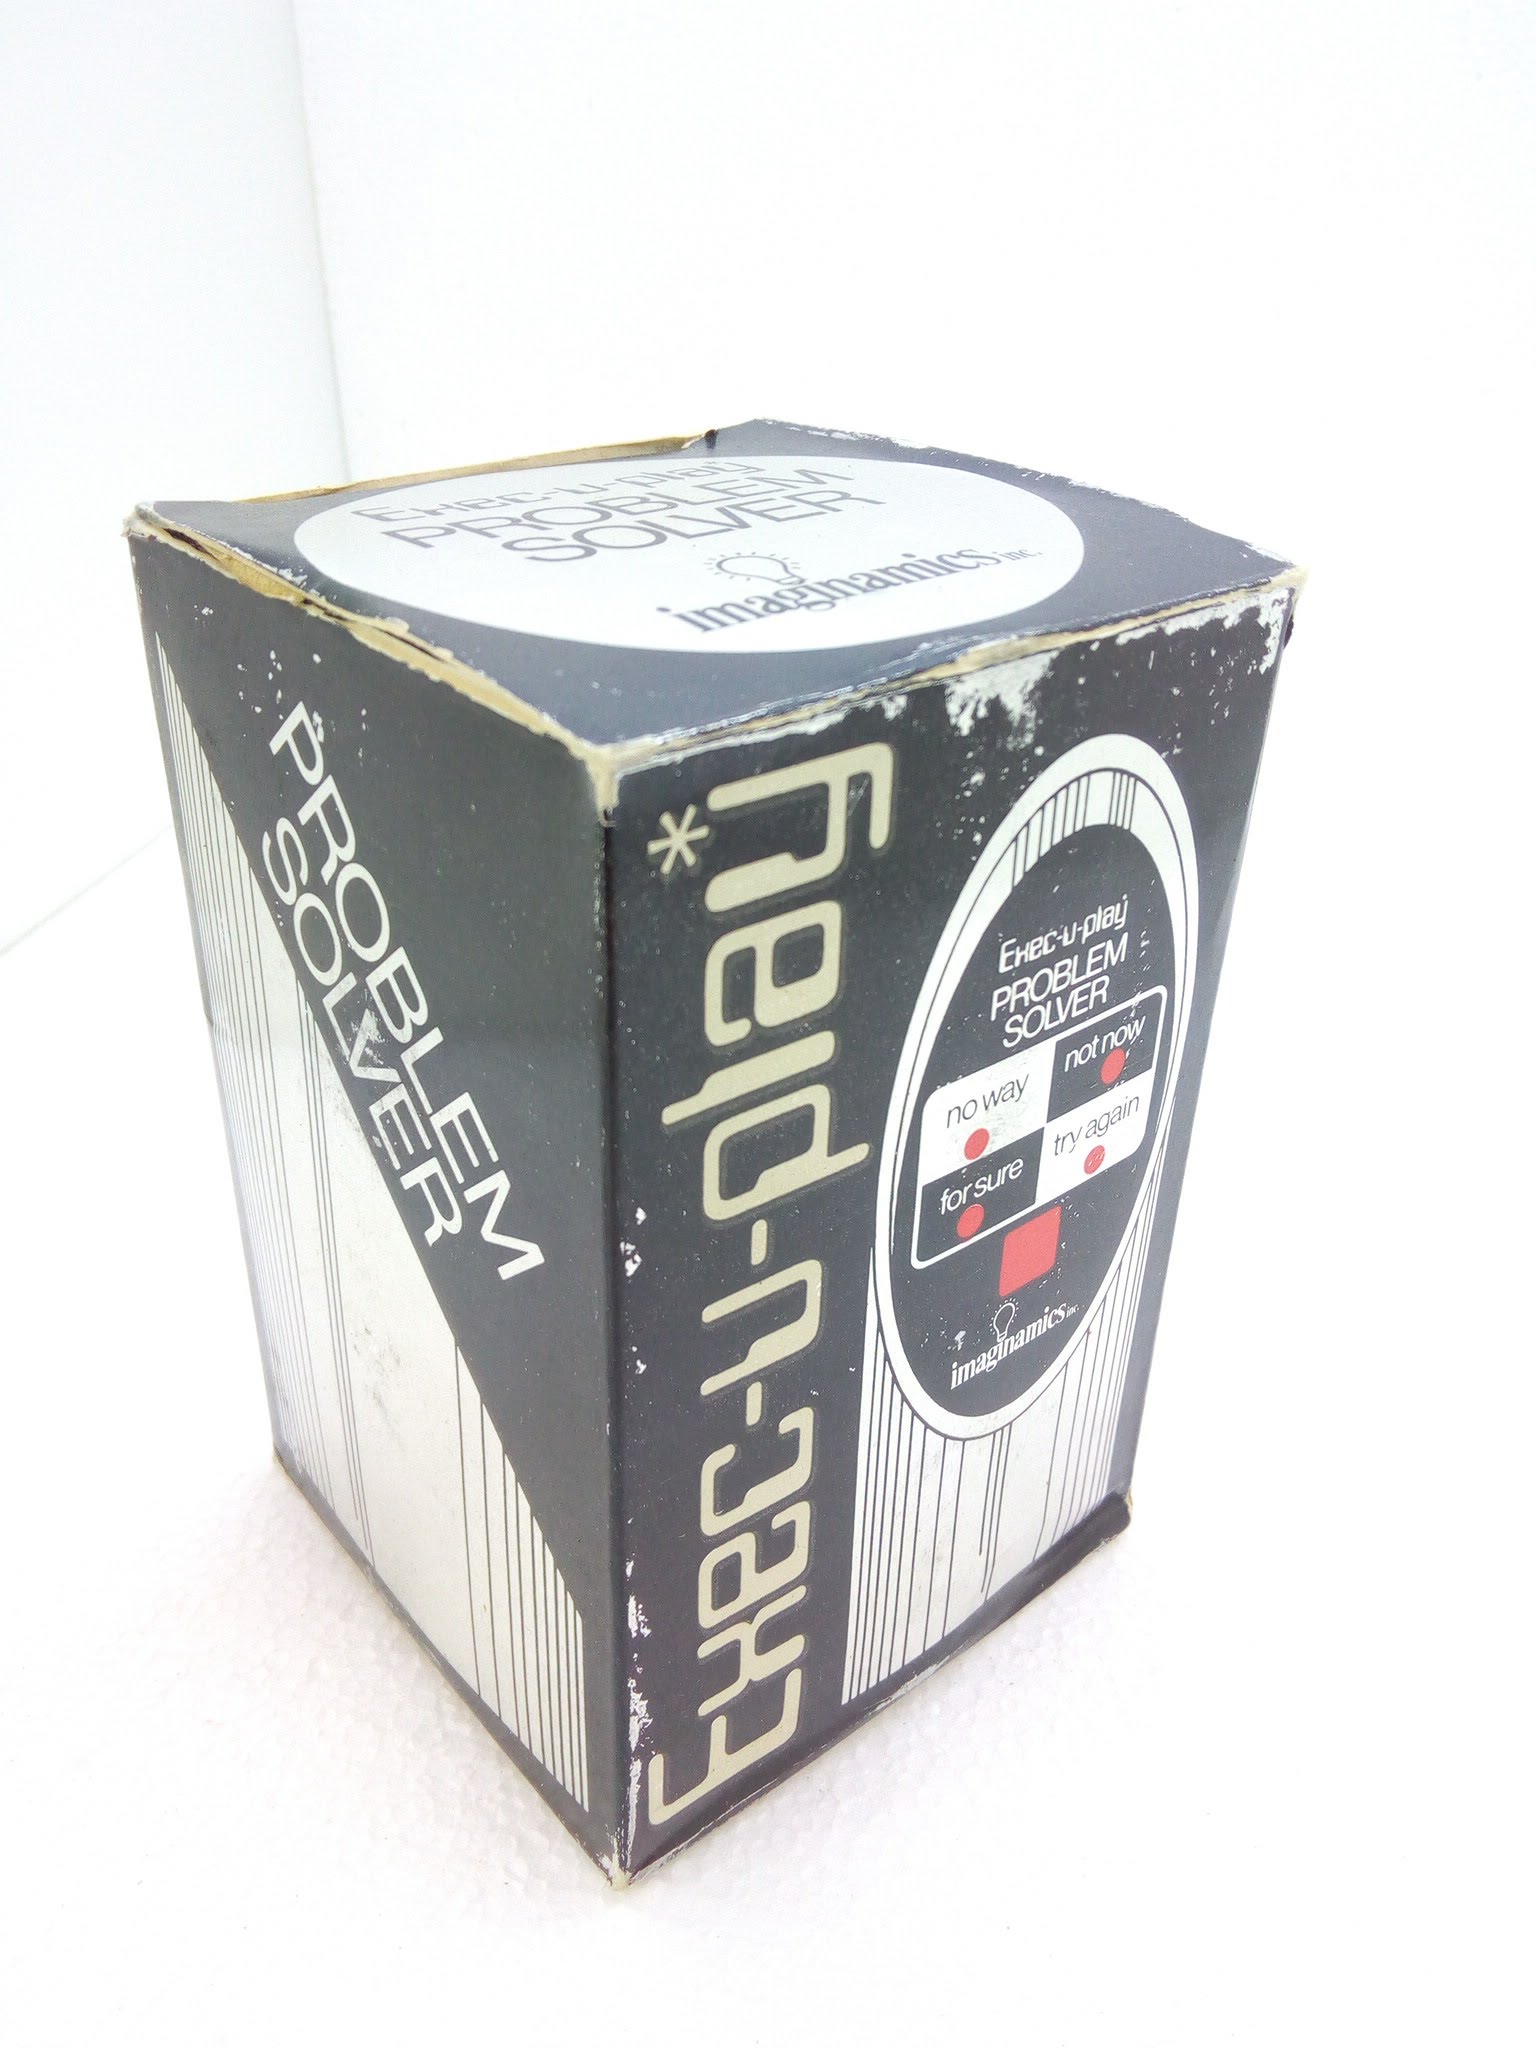 Exec-u-play
PROBLEM
SOLVER
imaginamics inc.
PROBLEM
SOLVER
Exec-u-play*
Exec-u-play
PROBLEM
SOLVER
no way
not now
for sure
try again
imaginamics inc.